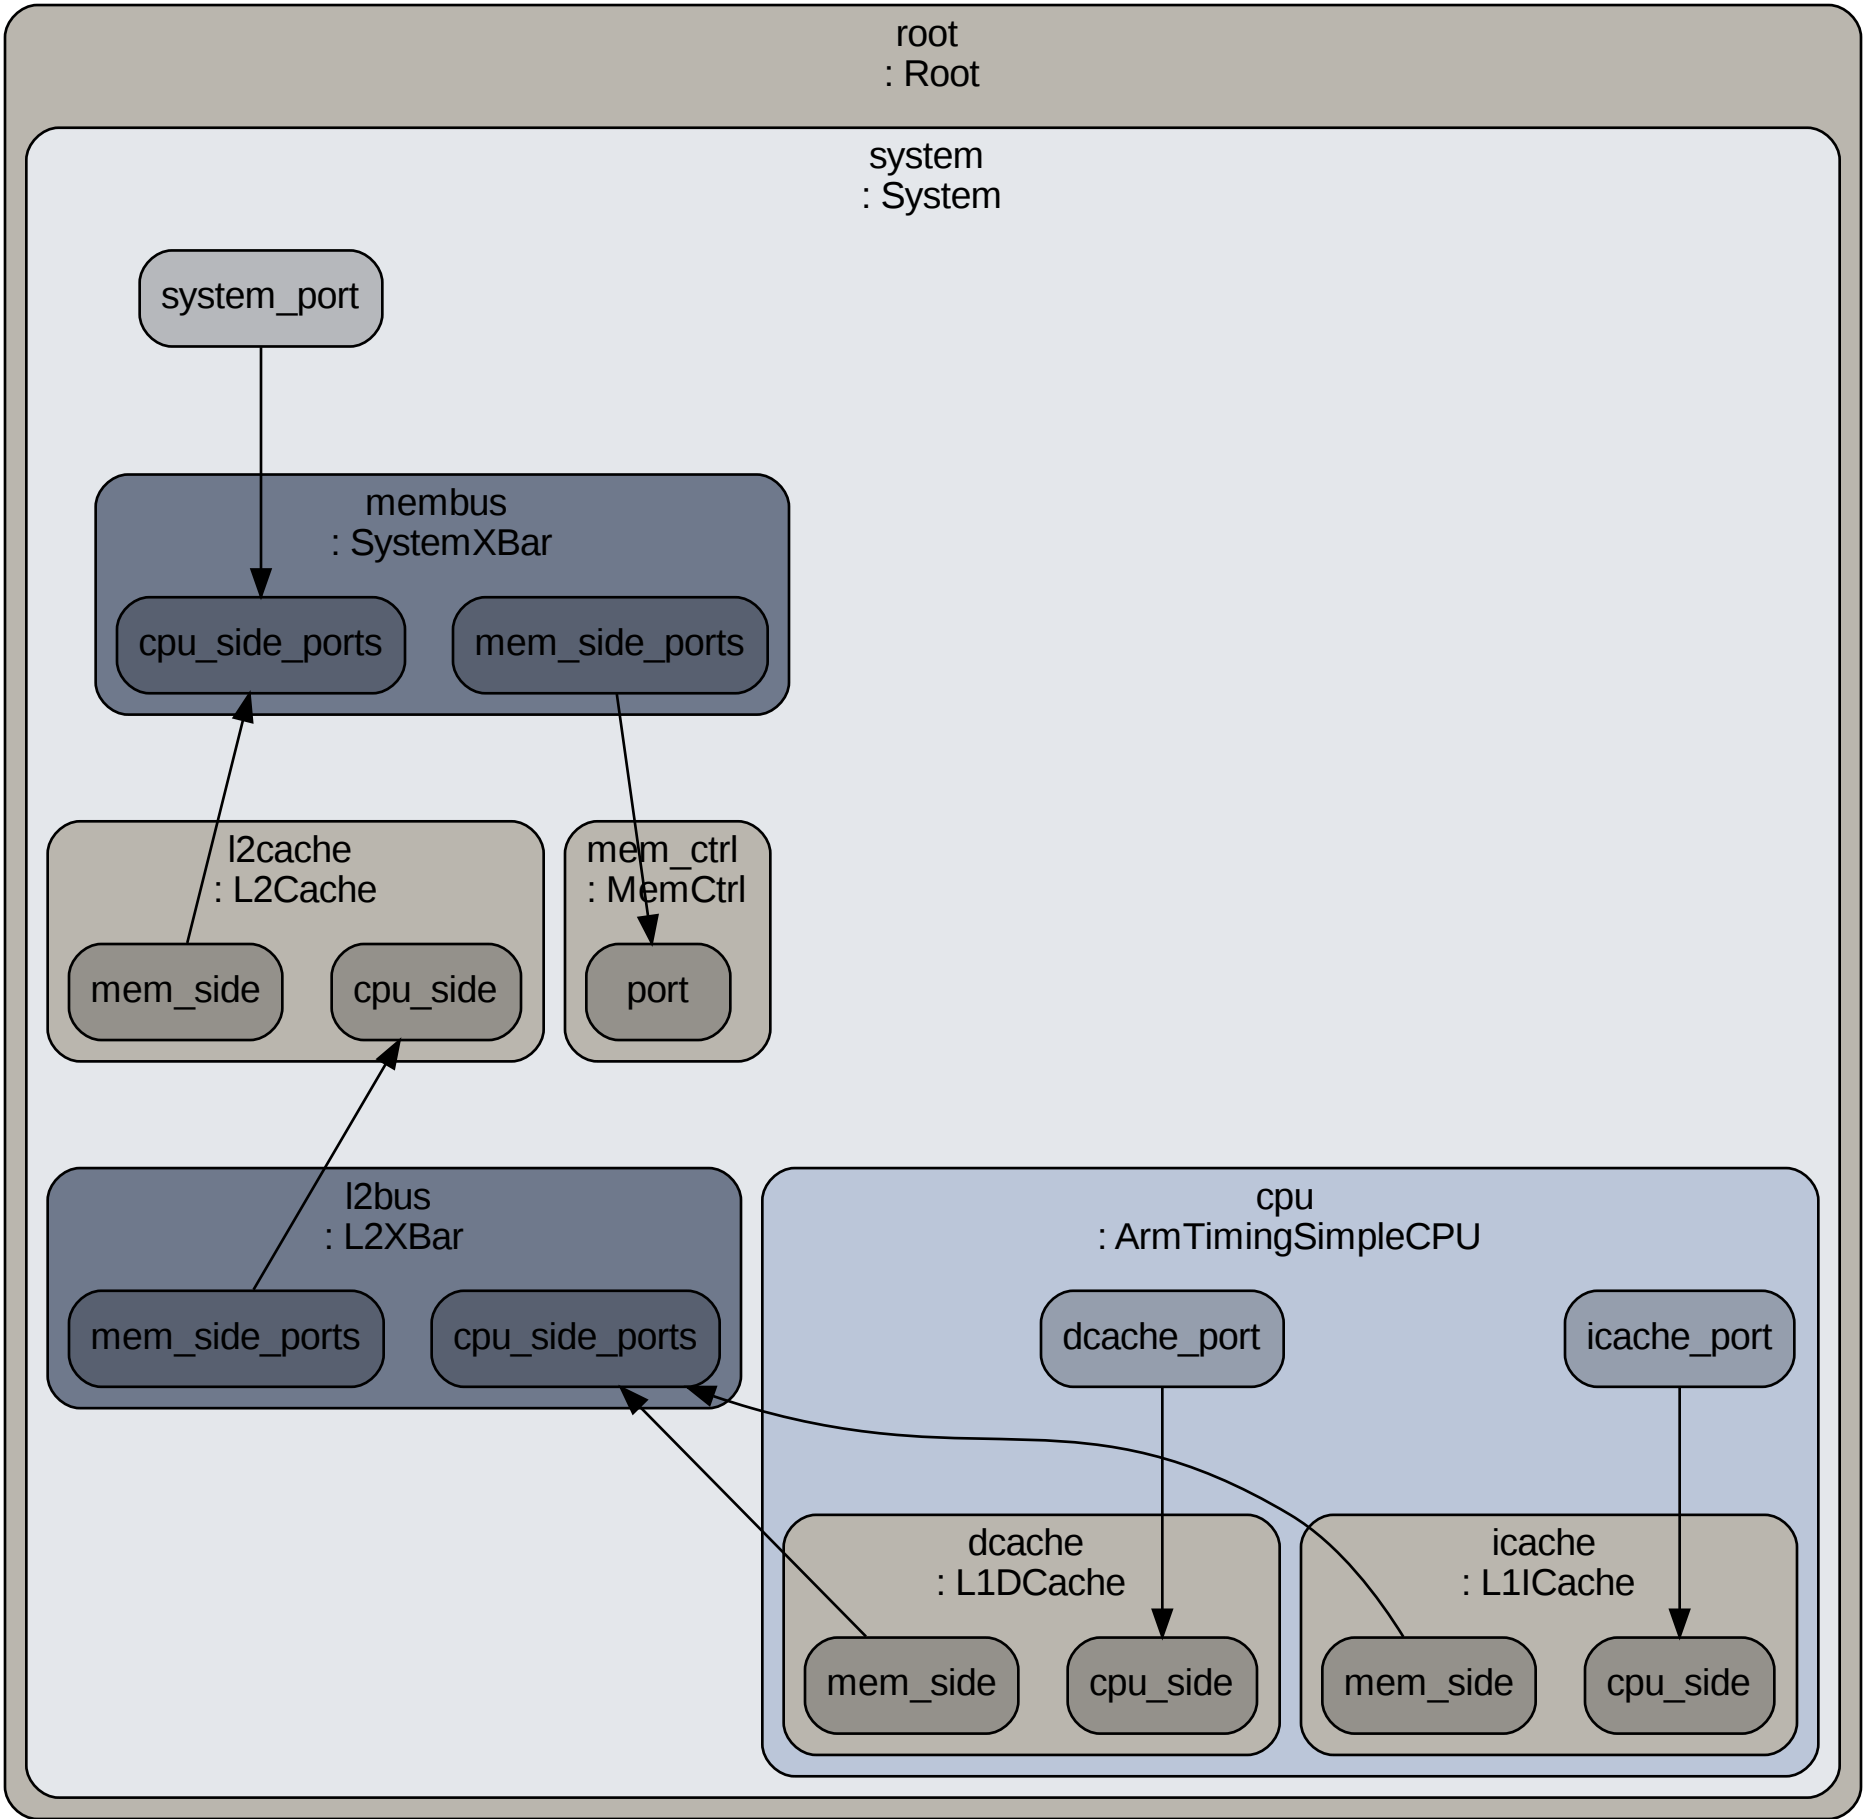 root
: Root
system
: System
system_port
membus
: SystemXBar
cpu_side_ports
mem_side_ports
l2cache
: L2Cache
mem_side
cpu_side
mem_ctrl
: MemCtrl
port
l2bus
: L2XBar
mem_side_ports
cpu_side_ports
cpu
: ArmTimingSimpleCPU
dcache_port
icache_port
dcache
: L1DCache
mem_side
cpu_side
icache
: L1ICache
mem_side
cpu_side